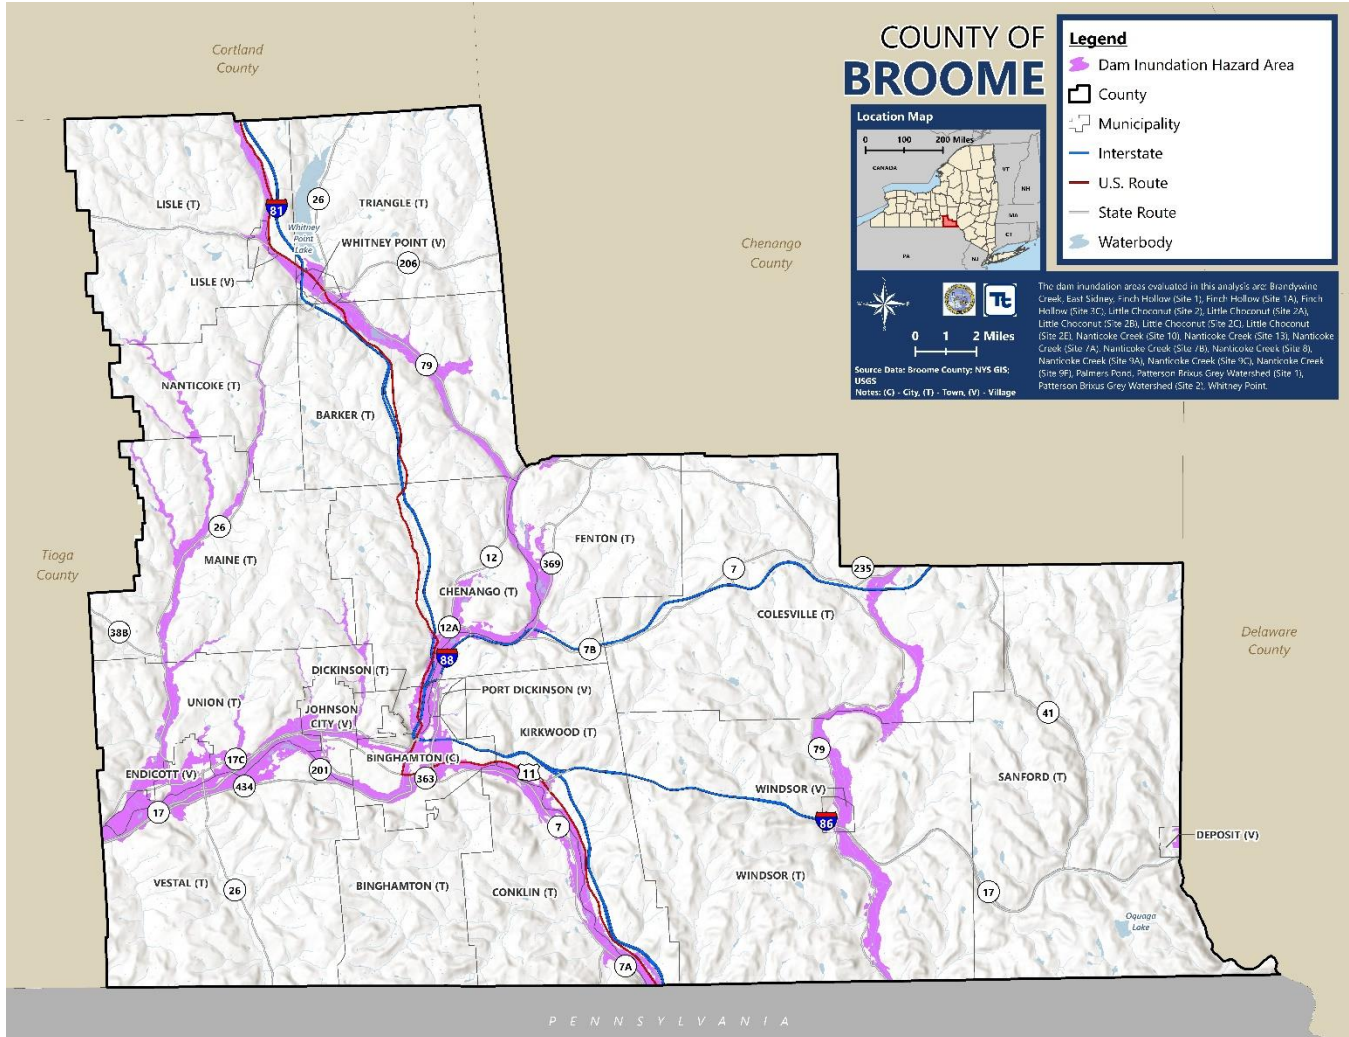 COUNTY OF
BROOME
Legend
Dam Inundation Hazard Area
County
Municipality
Interstate
U.S. Route
State Route
Waterbody
Location Map
0 100 200 Miles
CANADA
VT
NH
MA
CT
PA
NJ
0 1 2 Miles
Tt
Source Data: Broome County; NYS GIS;
USGS
Notes: (C) - City, (T) - Town, (V) - Village
The dam inundation areas evaluated in this analysis are: Brandywine
Creek, East Sidney, Finch Hollow (Site 1), Finch Hollow (Site 1A), Finch
Hollow (Site 3C), Little Choconut (Site 2), Little Choconut (Site 2A),
Little Choconut (Site 2B), Little Choconut (Site 2C), Little Choconut
(Site 2E), Nanticoke Creek (Site 10), Nanticoke Creek (Site 13), Nanticoke
Creek (Site 7A), Nanticoke Creek (Site 7B), Nanticoke Creek (Site 8),
Nanticoke Creek (Site 9A), Nanticoke Creek (Site 9C), Nanticoke Creek
(Site 9F), Palmers Pond, Patterson Brixus Grey Watershed (Site 1),
Patterson Brixus Grey Watershed (Site 2), Whitney Point.
Cortland
County
LISLE (T)
81
26
TRIANGLE (T)
Whitney
Point
Lake
WHITNEY POINT (V)
206
LISLE (V)
Chenango
County
79
NANTICOKE (T)
BARKER (T)
26
MAINE (T)
Tioga
County
12
369
FENTON (T)
7
235
CHENANGO (T)
COLESVILLE (T)
38B
12A
7B
88
Delaware
County
DICKINSON (T)
PORT DICKINSON (V)
UNION (T)
JOHNSON
CITY (V)
KIRKWOOD (T)
41
79
17C
BINGHAMTON (C)
ENDICOTT (V)
201
363
11
SANFORD (T)
434
WINDSOR (V)
17
7
86
DEPOSIT (V)
VESTAL (T)
26
BINGHAMTON (T)
CONKLIN (T)
WINDSOR (T)
17
Oquaga
Lake
7A
PENNSYLVANIA